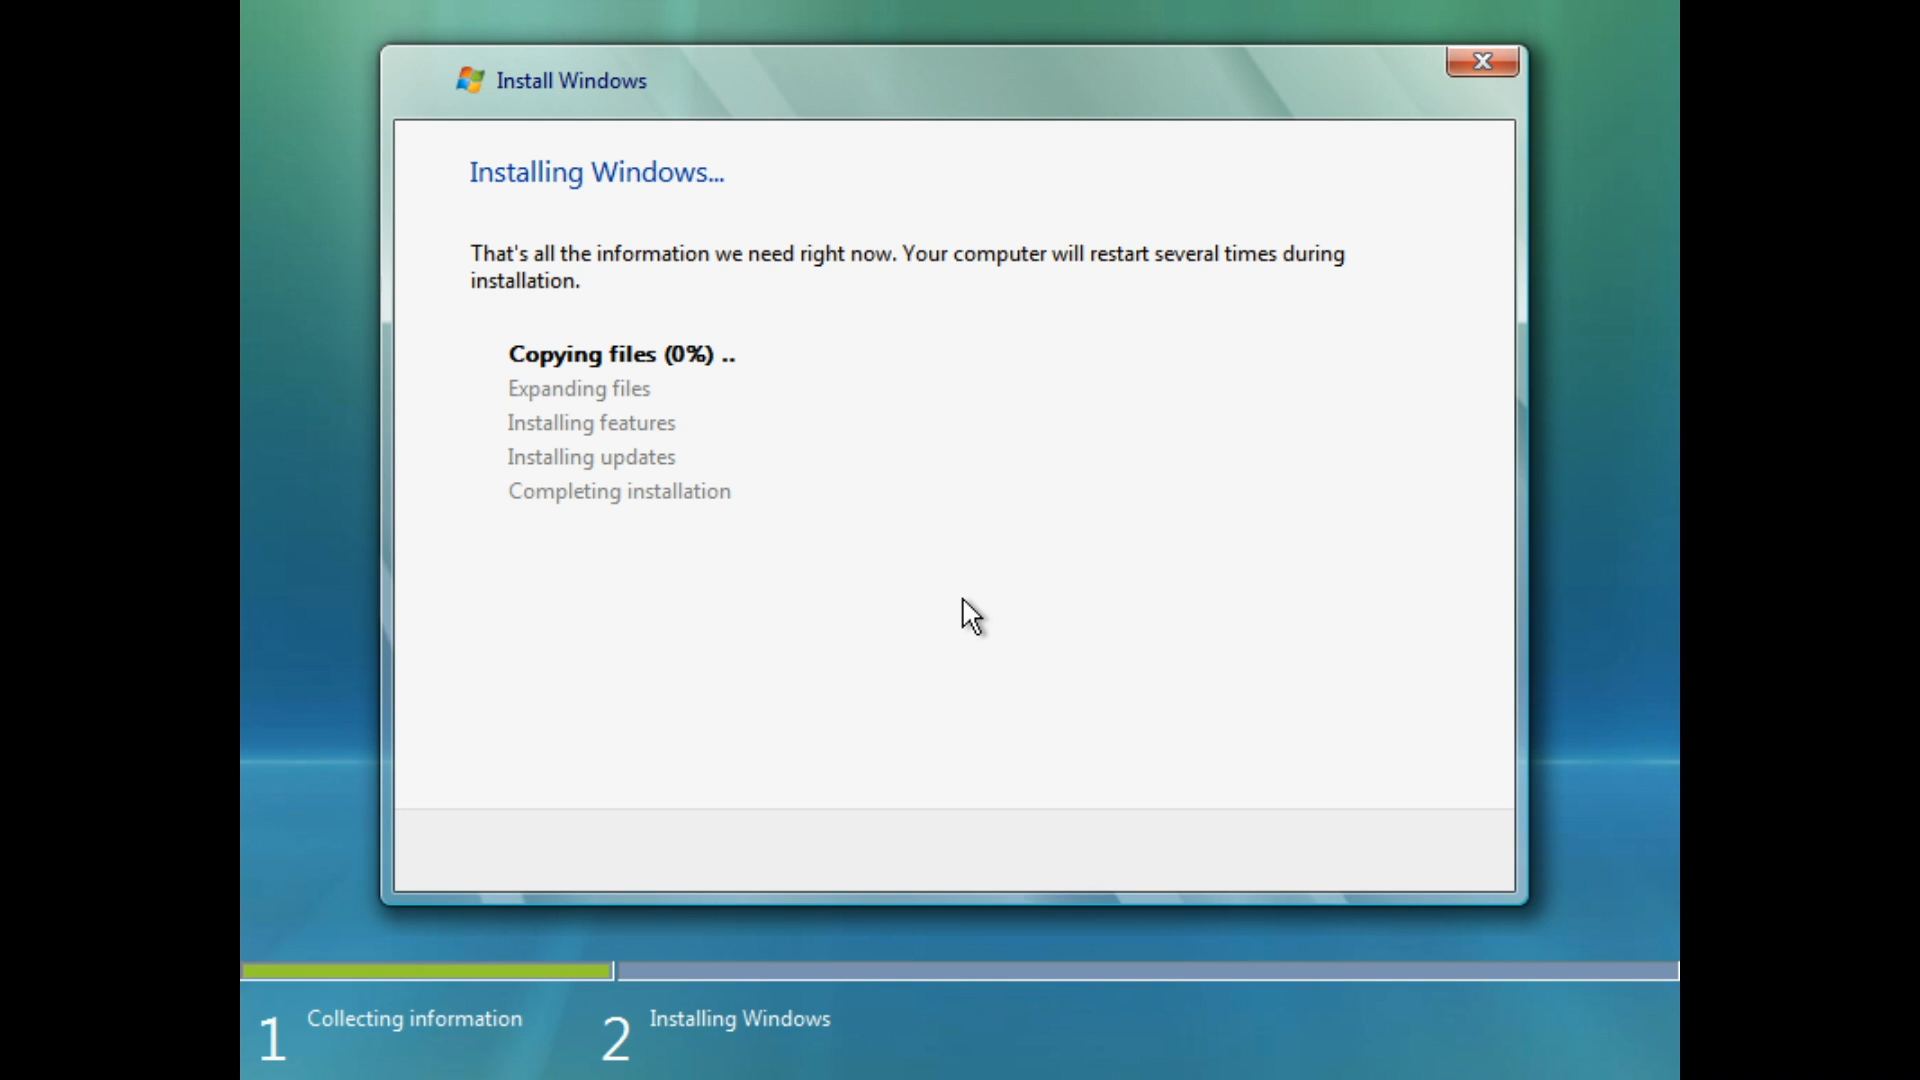 Install Windows
Installing Windows...
That's all the information we need right now. Your computer will restart several times during
installation.
Copying files (0%) ..
Expanding files
Installing features
Installing updates
Completing installation
1 Collecting information
2 Installing Windows